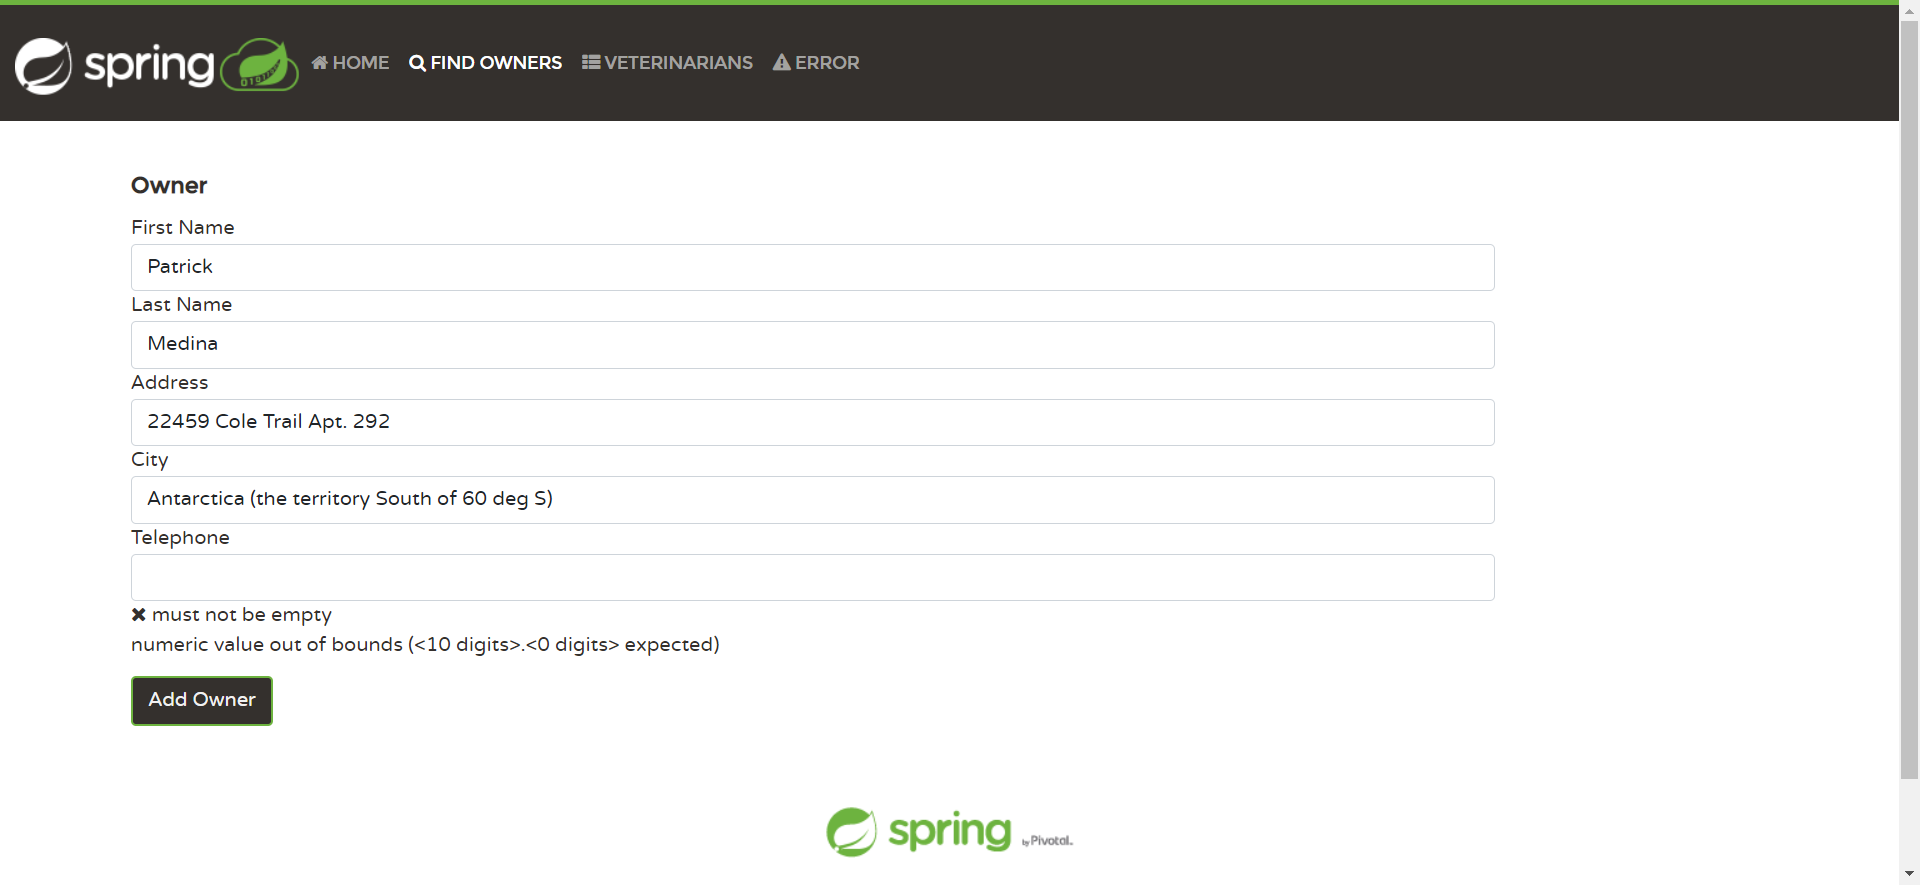 spring
HOME FIND OWNERS VETERINARIANS ERROR
Owner
First Name
Patrick
Last Name
Medina
Address
22459 Cole Trail Apt. 292
City
Antarctica (the territory South of 60 deg S)
Telephone
must not be empty
numeric value out of bounds (<10 digits>.<0 digits> expected)
Add Owner
spring by Pivotal